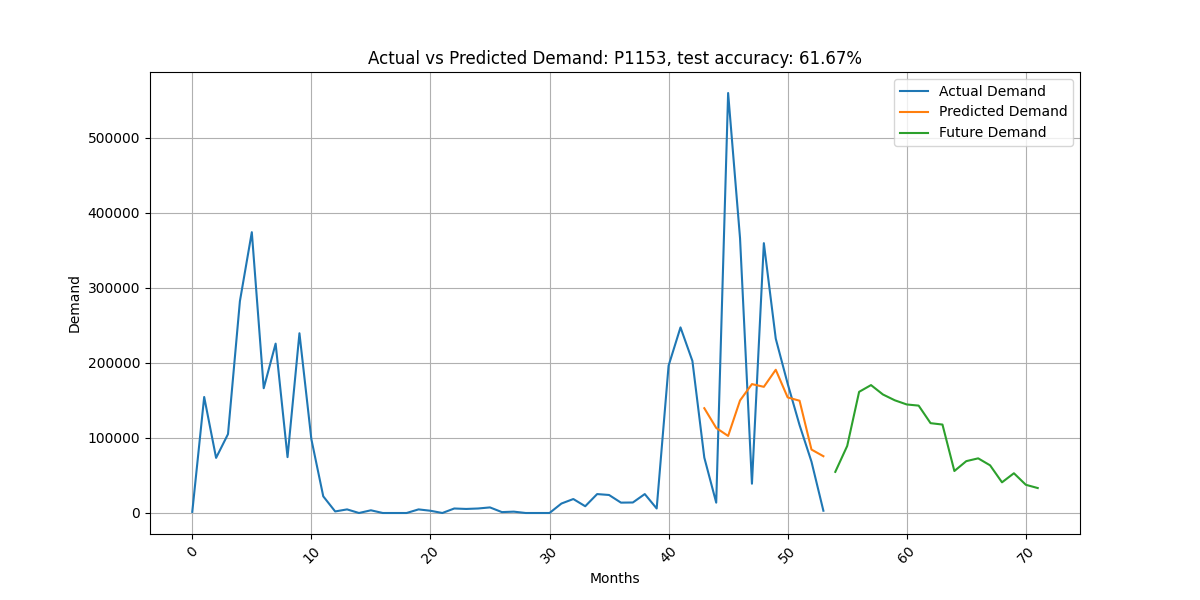 Actual vs Predicted Demand: P1153, test accuracy: 61.67%
Actual Demand
Predicted Demand
Future Demand
Demand
500000
400000
300000
200000
100000
0
0 10 20 30 40 50 60 70
Months